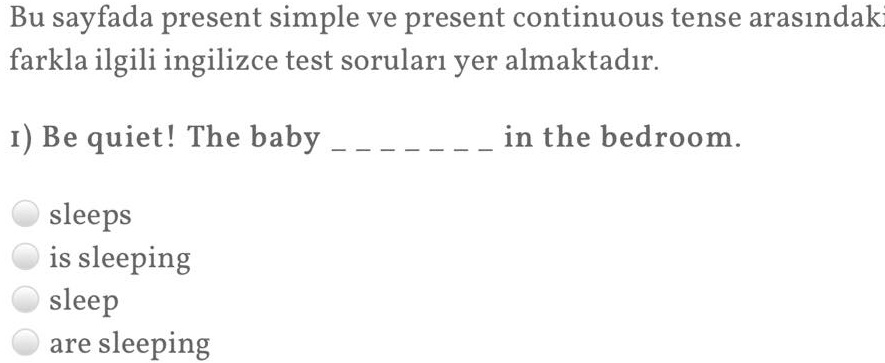 Bu sayfada present simple ve present continuous tense arasındaki
farkla ilgili ingilizce test soruları yer almaktadır.
1) Be quiet! The baby _ _ _ _ _ _ _ in the bedroom.
sleeps
is sleeping
sleep
are sleeping